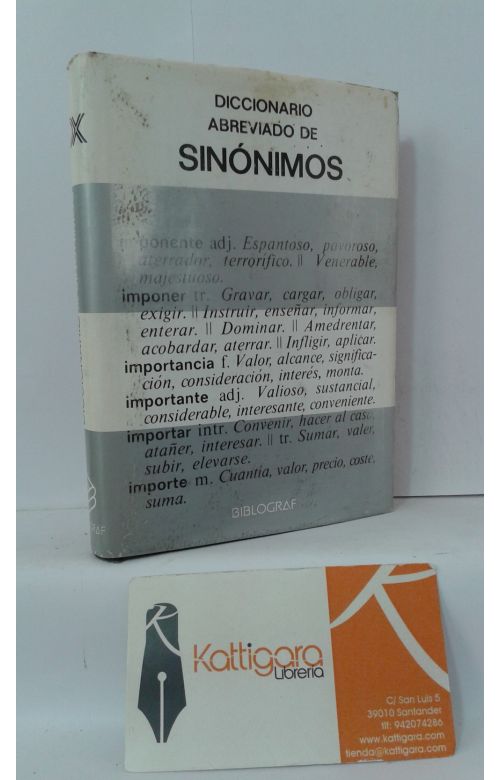 DICCIONARIO
ABREVIADO DE
SINÓNIMOS
imponente adj. Espantoso, pavoroso,
aterrador, terrorífico. || Venerable,
majestuoso.
imponer tr. Gravar, cargar, obligar,
exigir. || Instruir, enseñar, informar,
enterar. || Dominar. || Amedrentar,
acobardar, aterrar. || Infligir, aplicar.
importancia f. Valor, alcance, significa-
ción, consideración, interés, monta.
importante adj. Valioso, sustancial,
considerable, interesante, conveniente.
importar intr. Convenir, hacer al caso,
atañer, interesar. || tr. Sumar, valer,
subir, elevarse.
importe m. Cuantía, valor, precio, coste,
suma.
BIBLOGRAF
Kattigara
Librería
C/ San Luis 5
39010 Santander
tlf: 942074286
www.kattigara.com
tienda@kattigara.com